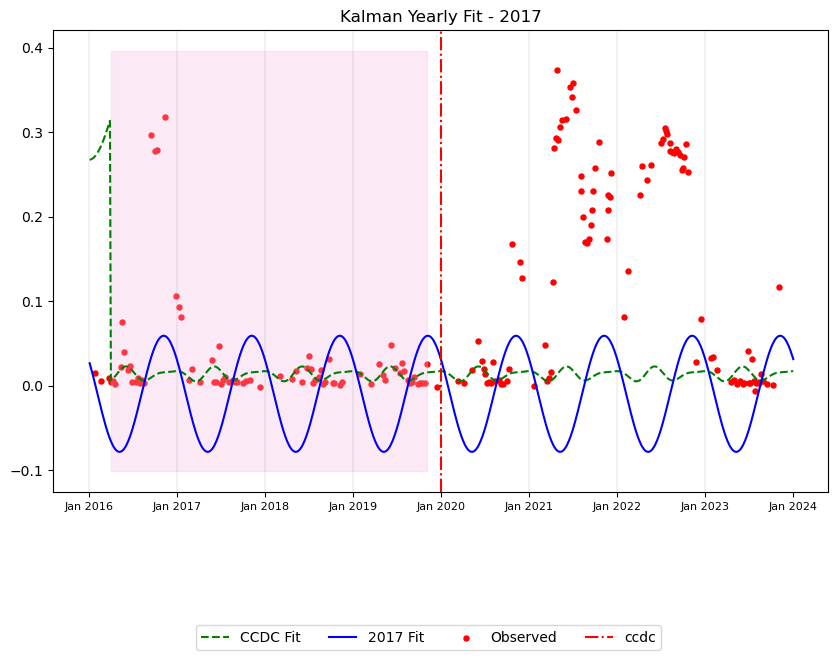 Kalman Yearly Fit - 2017
0.4
0.3
0.2
0.1
0.0
−0.1
Jan 2016 Jan 2017 Jan 2018 Jan 2019 Jan 2020 Jan 2021 Jan 2022 Jan 2023 Jan 2024
CCDC Fit 2017 Fit Observed ccdc